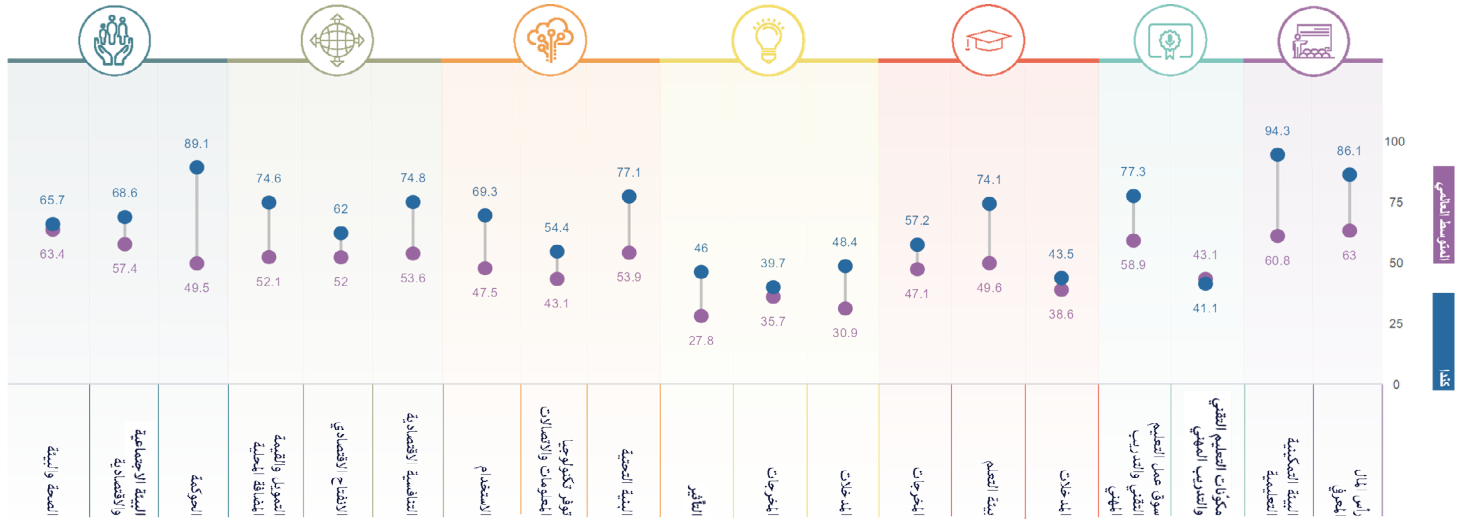 94.3
86.1
89.1
77.3
77.1
74.6
74.8
74.1
69.3
68.6
65.7
62
57.2
54.4
48.4
46
43.5
39.7
43.1
41.1
63.4
57.4
49.5
52.1
52
53.6
47.5
43.1
53.9
27.8
35.7
30.9
47.1
49.6
38.6
58.9
60.8
63
100
75
50
25
0
المتوسط العالمي
كندا
رأس المال
المعرفي
البيئة التمكينية
التعليمية
مكونات التعليم التقني
والتدريب المهني
سوق عمل التعليم
التقني والتدريب
المهني
المدخلات
بيئة التعلم
المخرجات
المدخلات
المخرجات
التأثير
البنية التحتية
توفر تكنولوجيا
المعلومات والاتصالات
الاستخدام
التنافسية الاقتصادية
الانفتاح الاقتصادي
التمويل والقيمة
المضافة المحلية
الحوكمة
البيئة الاجتماعية
والاقتصادية
الصحة والبيئة